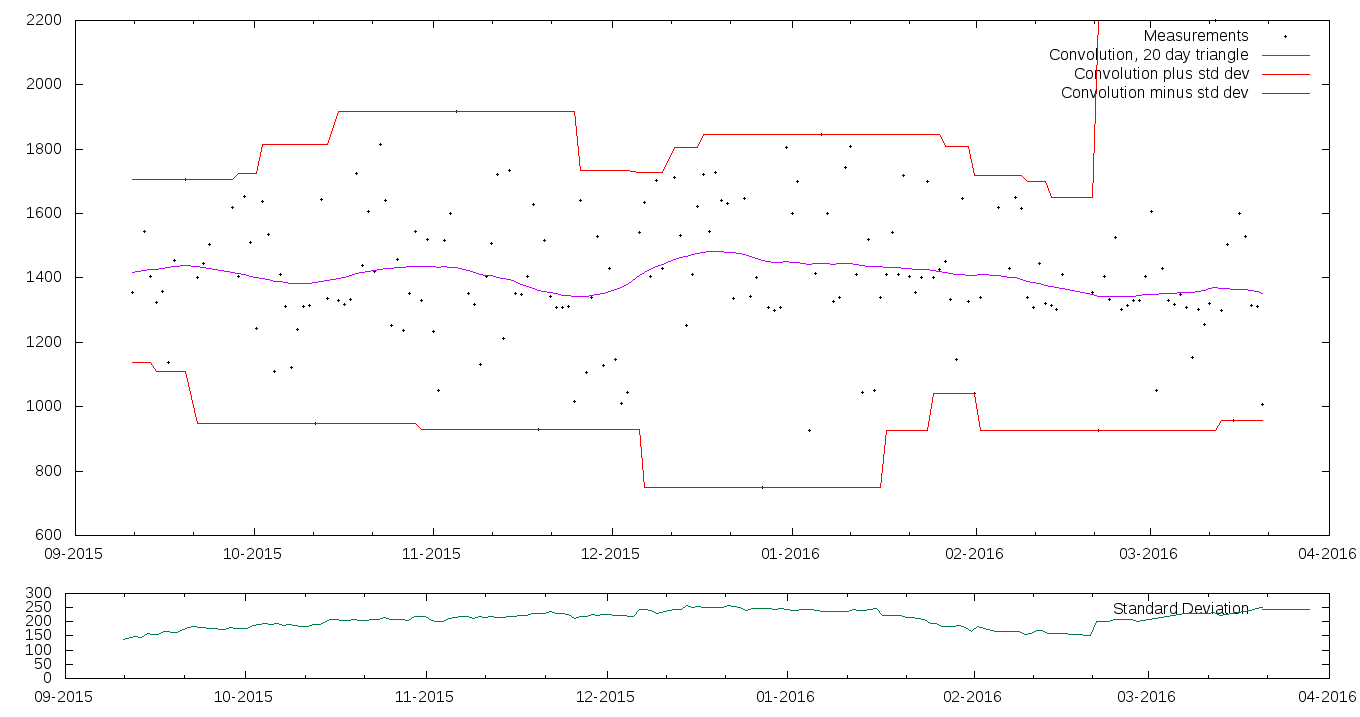 2200
2000
1800
1600
1400
1200
1000
800
600
Measurements
Convolution, 20 day triangle
Convolution plus std dev
Convolution minus std dev
09-2015 10-2015 11-2015 12-2015 01-2016 02-2016 03-2016 04-2016
300
250
200
150
100
50
0
Standard Deviation
09-2015 10-2015 11-2015 12-2015 01-2016 02-2016 03-2016 04-2016